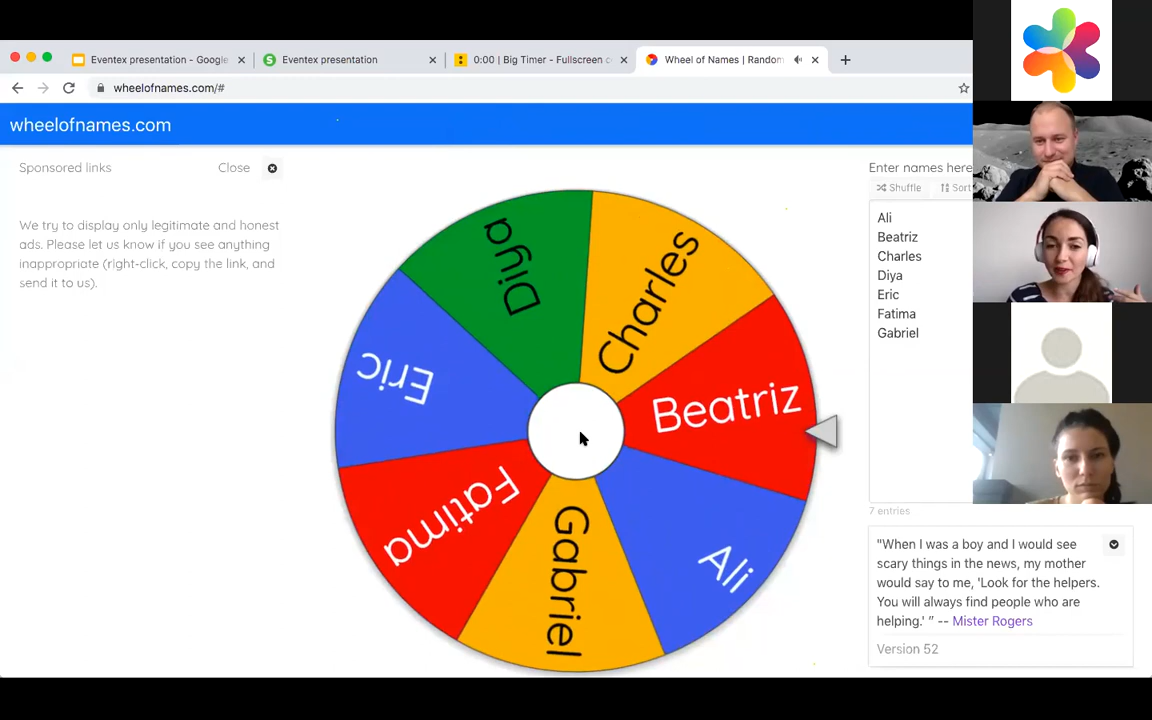 Eventex presentation - Google
Eventex presentation
0:00 | Big Timer - Fullscreen c
Wheel of Names | Random
wheelofnames.com/#
wheelofnames.com
Sponsored links
Close
We try to display only legitimate and honest
ads. Please let us know if you see anything
inappropriate (right-click, copy the link, and
send it to us).
Diya
Charles
Eric
Beatriz
Fatima
Gabriel
Ali
Enter names here
Shuffle
Sort
Ali
Beatriz
Charles
Diya
Eric
Fatima
Gabriel
7 entries
"When I was a boy and I would see
scary things in the news, my mother
would say to me, 'Look for the helpers.
You will always find people who are
helping.' " -- Mister Rogers
Version 52